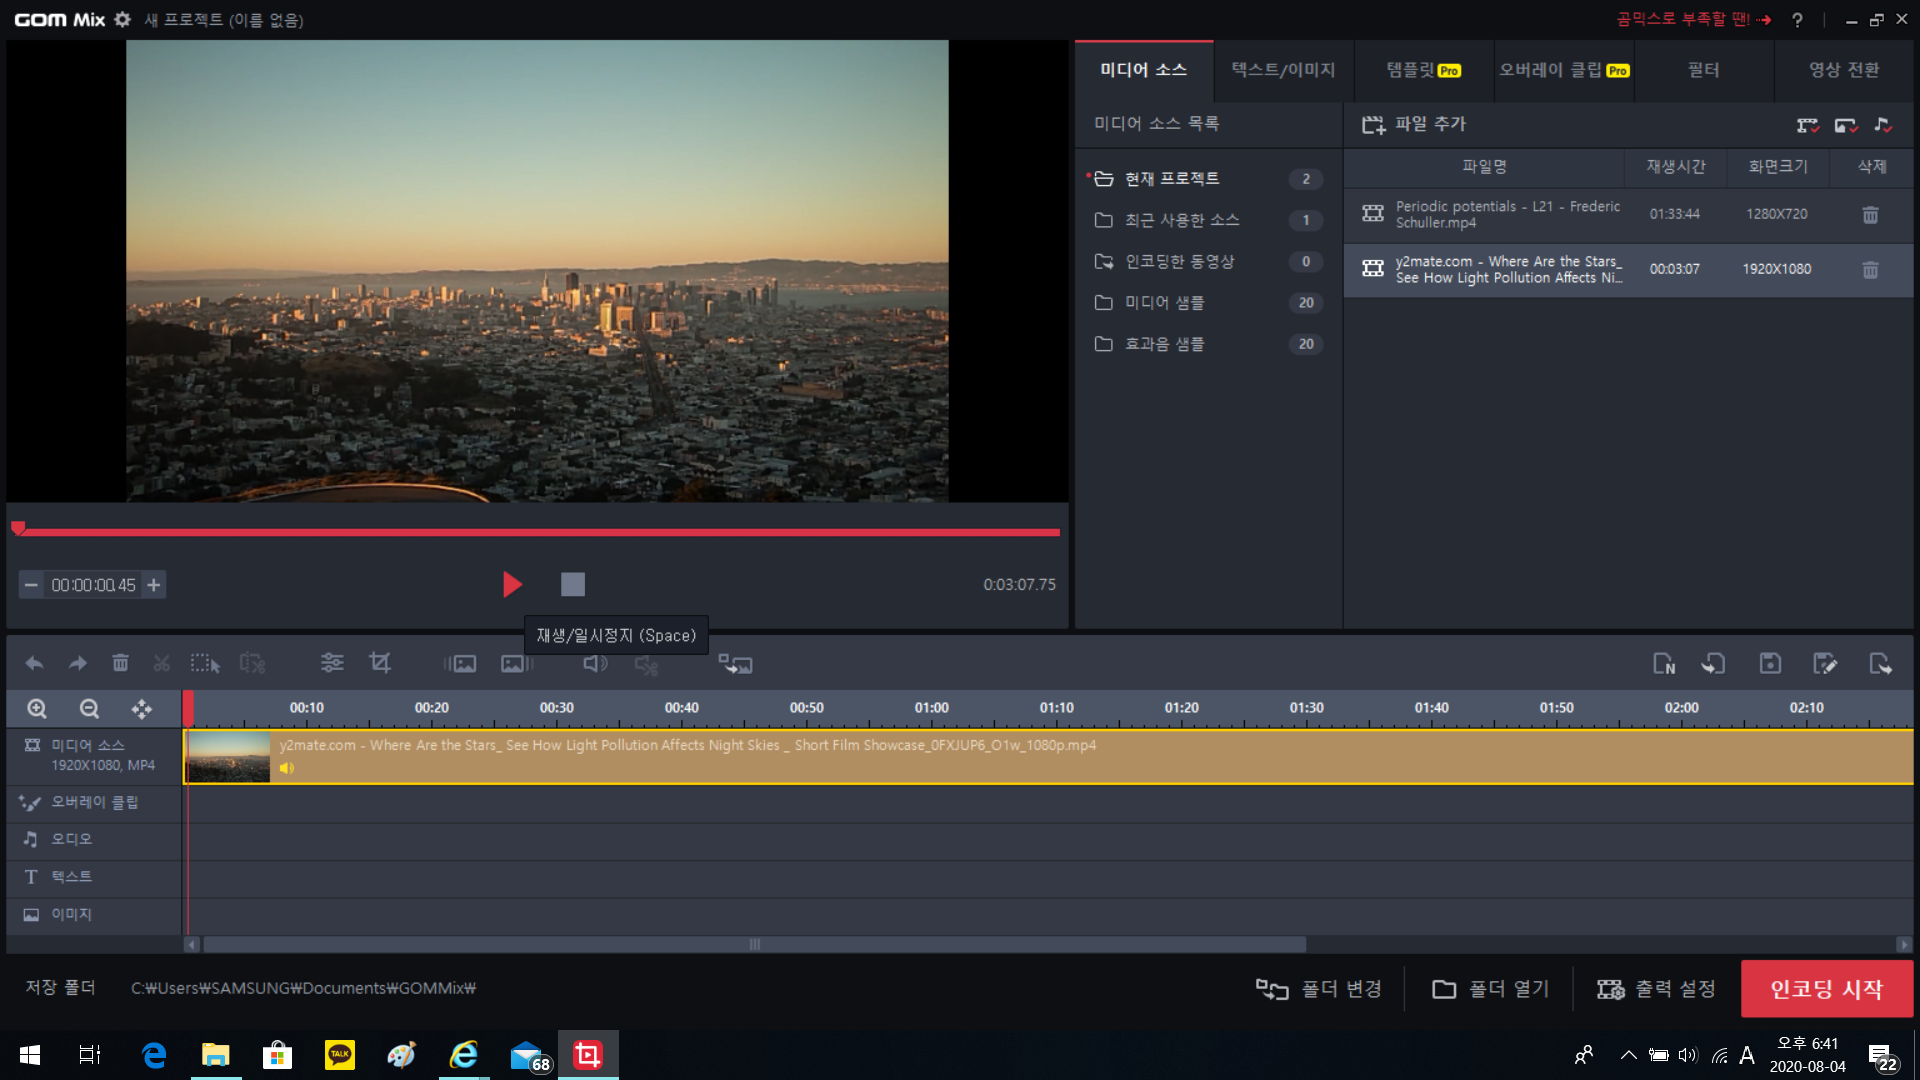 GOM Mix 새 프로젝트 (이름 없음)
곰믹스로 부족할 땐! ?
미디어 소스 텍스트/이미지 템플릿 Pro 오버레이 클립 Pro 필터 영상 전환
미디어 소스 목록
파일 추가
현재 프로젝트 2
최근 사용한 소스 1
인코딩한 동영상 0
미디어 샘플 20
효과음 샘플 20
파일명 재생시간 화면크기 삭제
Periodic potentials - L21 - Frederic
Schuller.mp4
01:33:44 1280X720
y2mate.com - Where Are the Stars_
See How Light Pollution Affects Ni...
00:03:07 1920X1080
00:00:00.45
0:03:07.75
재생/일시정지 (Space)
N
00:10 00:20 00:30 00:40 00:50 01:00 01:10 01:20 01:30 01:40 01:50 02:00 02:10
미디어 소스
1920X1080, MP4
y2mate.com - Where Are the Stars_ See How Light Pollution Affects Night Skies _ Short Film Showcase_0FXJUP6_O1w_1080p.mp4
오버레이 클립
오디오
T 텍스트
이미지
저장 폴더 C:₩Users₩SAMSUNG₩Documents₩GOMMix₩
폴더 변경 폴더 열기 출력 설정 인코딩 시작
TALK
68
A
오후 6:41
2020-08-04
22